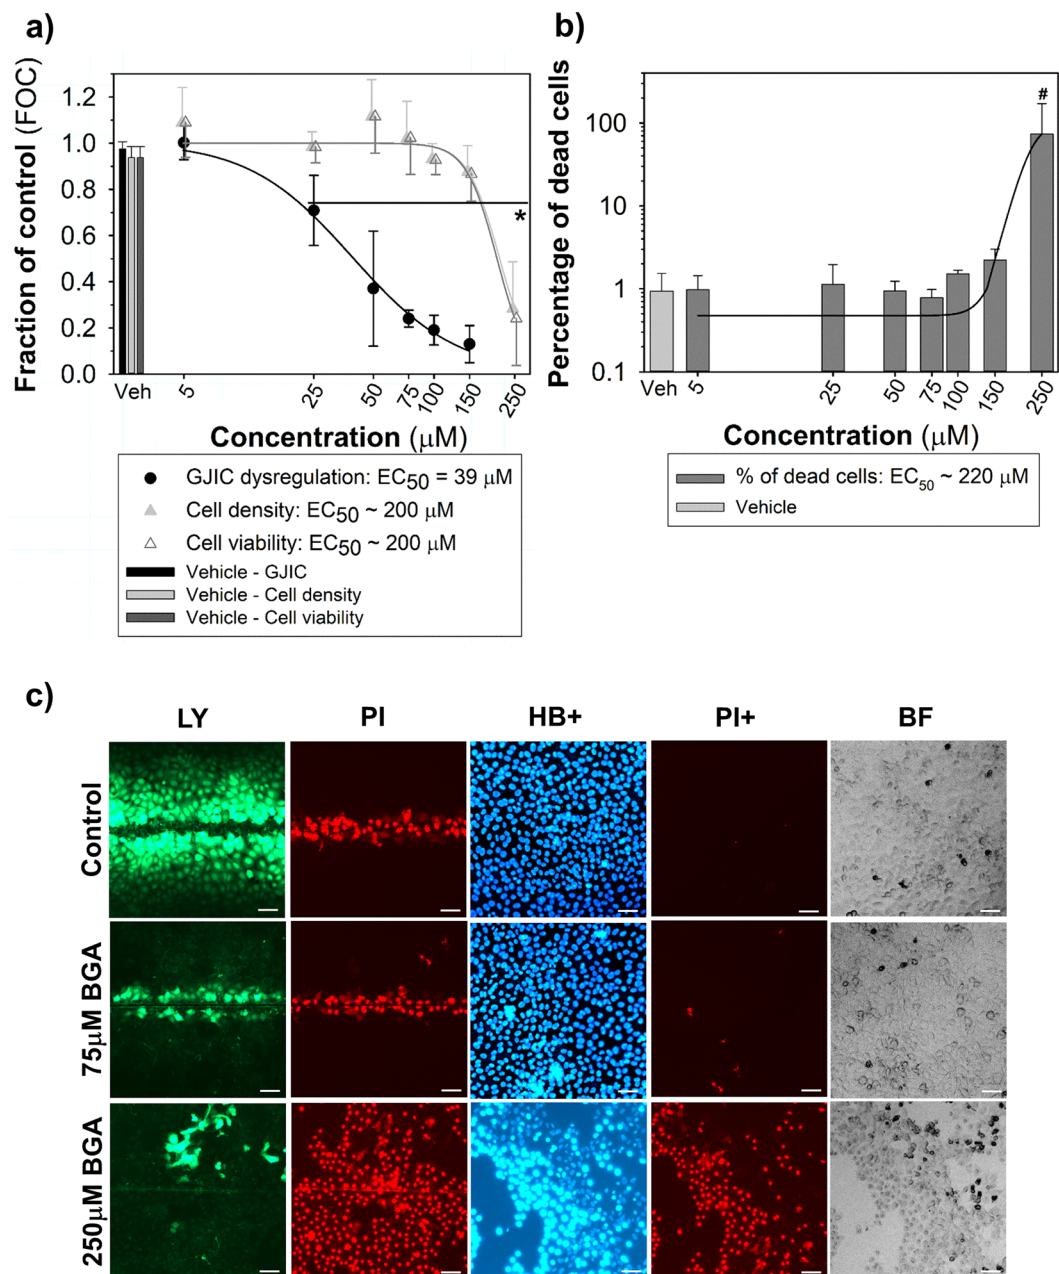 a)
Fraction of control (FOC)
1.2
1.0
0.8
0.6
0.4
0.2
0.0
*
Veh 5 25 50 75 100 150 250
Concentration (μM)
GJIC dysregulation: EC50 = 39 μM
Cell density: EC50 ~ 200 μM
Cell viability: EC50 ~ 200 μM
Vehicle - GJIC
Vehicle - Cell density
Vehicle - Cell viability
b)
Percentage of dead cells
100
10
1
0.1
#
Veh 5 25 50 75 100 150 250
Concentration (μM)
% of dead cells: EC50 ~ 220 μM
Vehicle
c)
LY PI HB+ PI+ BF
Control
75μM BGA
250μM BGA